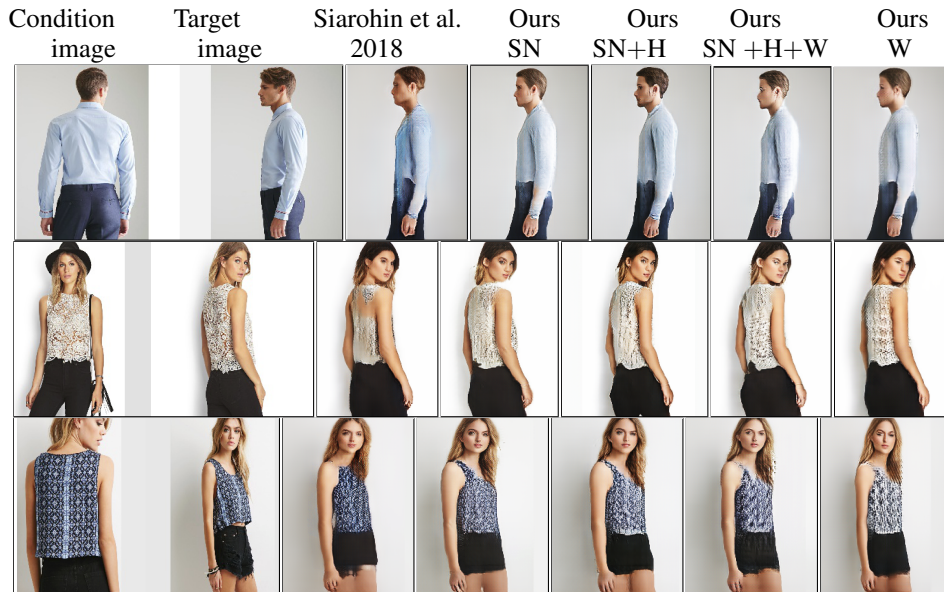 Condition Target Siarohin et al. Ours Ours Ours Ours
image image 2018 SN SN+H SN +H+W W